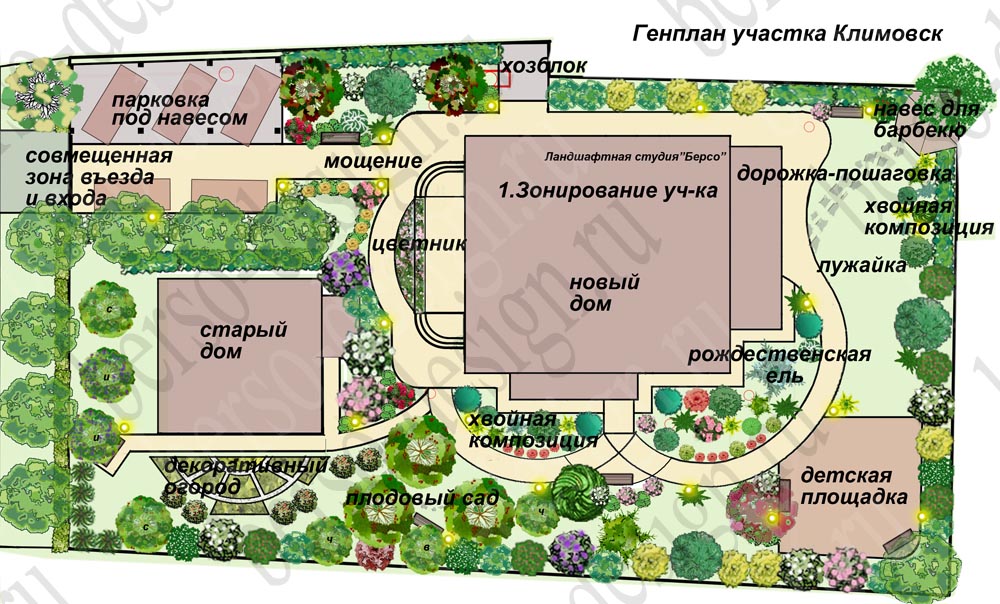 Генплан участка Климовск
хозблок
парковка
под навесом
навес для
барбекю
совмещенная
зона въезда
и входа
мощение
Ландшафтная студия"Берсо"
1.Зонирование уч-ка
дорожка-пошаговка
хвойная
композиция
цветник
лужайка
новый
дом
старый
дом
рождественская
ель
хвойная
композиция
декоративный
огород
плодовый сад
детская
площадка
с
и
и
с
ч
в
ч